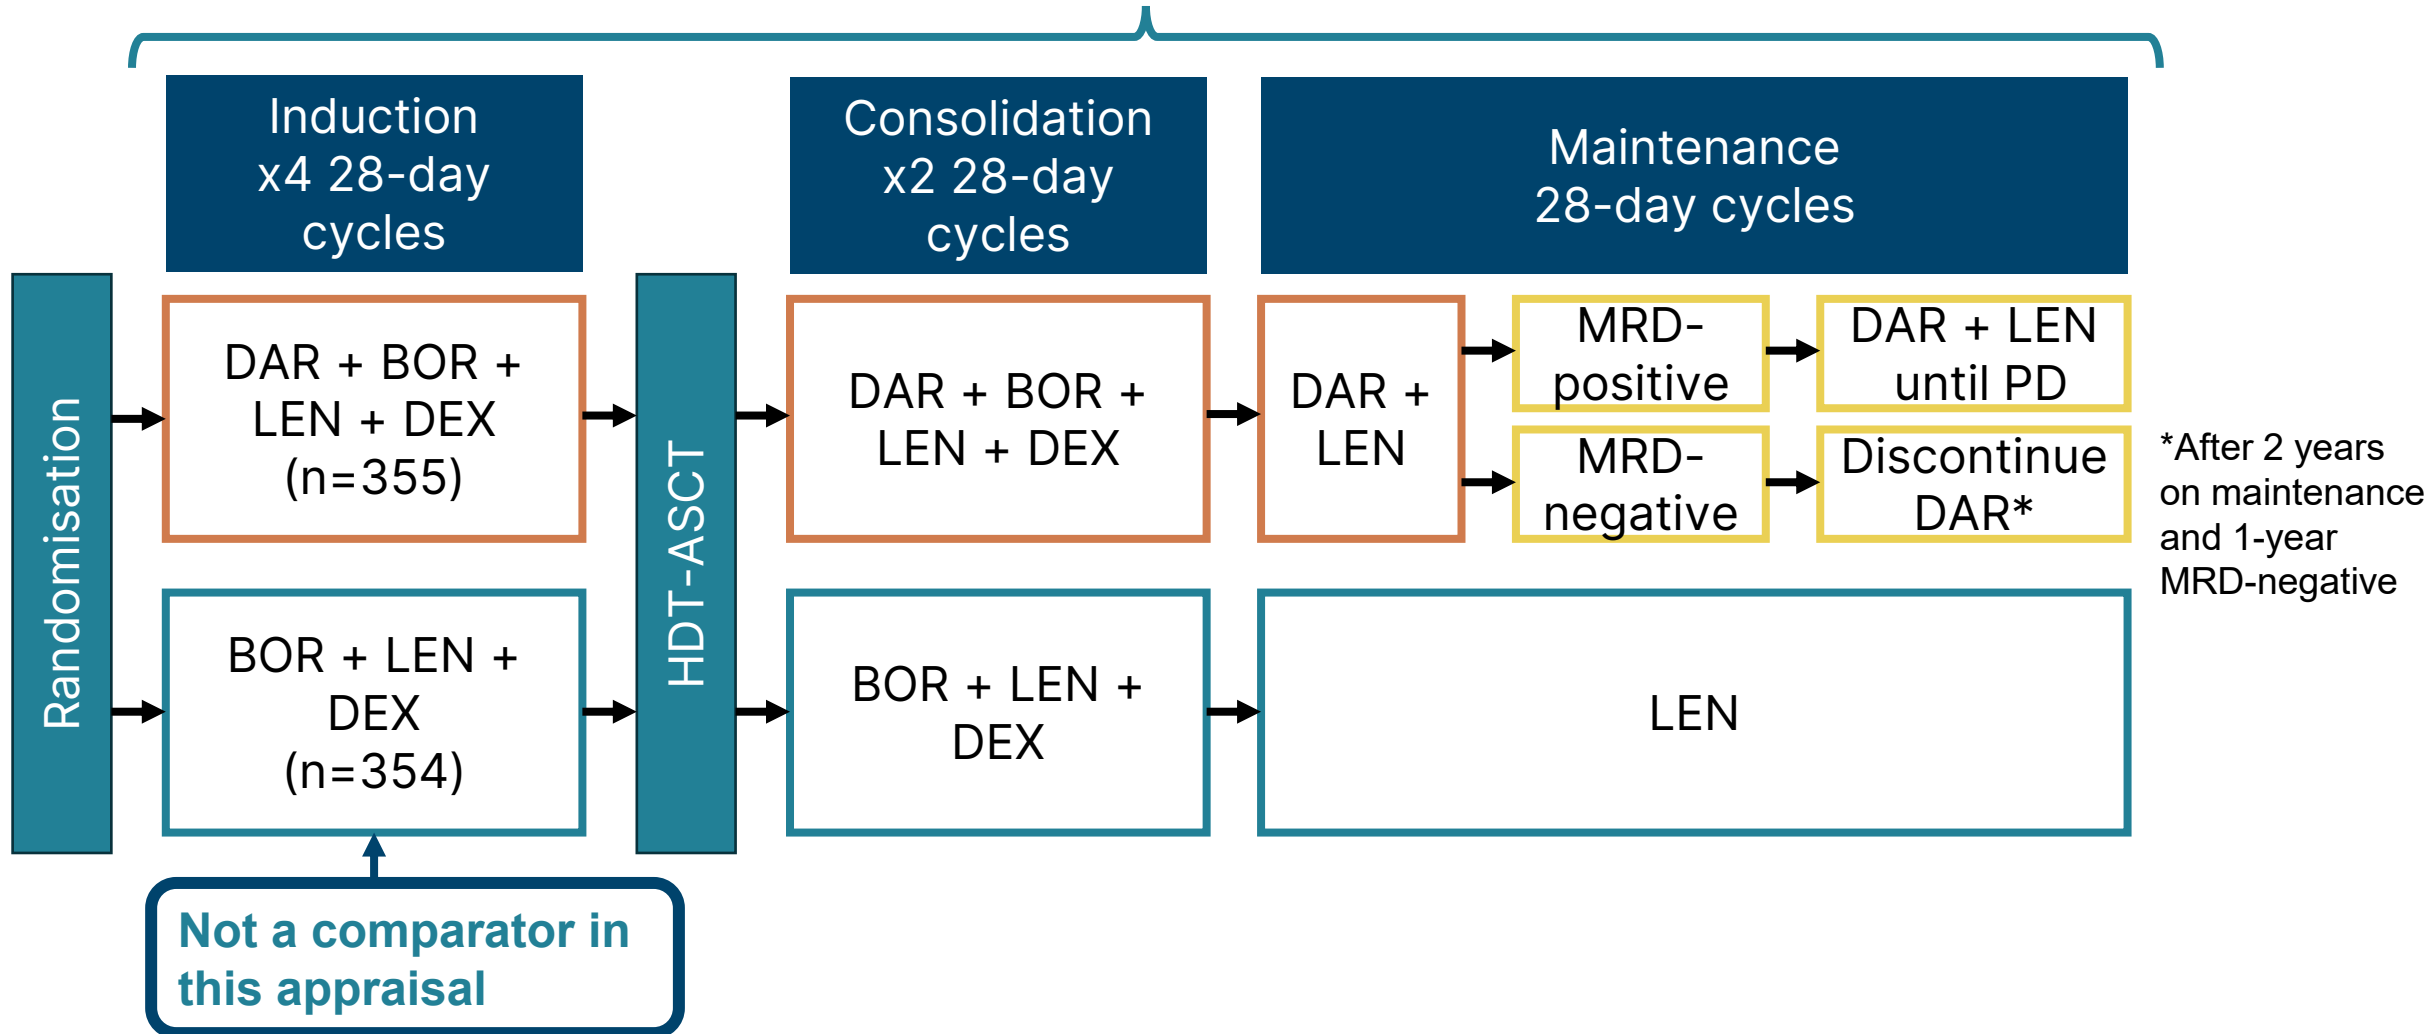 Induction
x4 28-day
cycles
Consolidation
x2 28-day
cycles
Maintenance
28-day cycles
Randomisation
DAR + BOR +
LEN + DEX
(n=355)
HDT-ASCT
DAR + BOR +
LEN + DEX
DAR +
LEN
MRD-
positive
DAR + LEN
until PD
MRD-
negative
Discontinue
DAR*
*After 2 years
on maintenance
and 1-year
MRD-negative
BOR + LEN +
DEX
(n=354)
BOR + LEN +
DEX
LEN
Not a comparator in
this appraisal